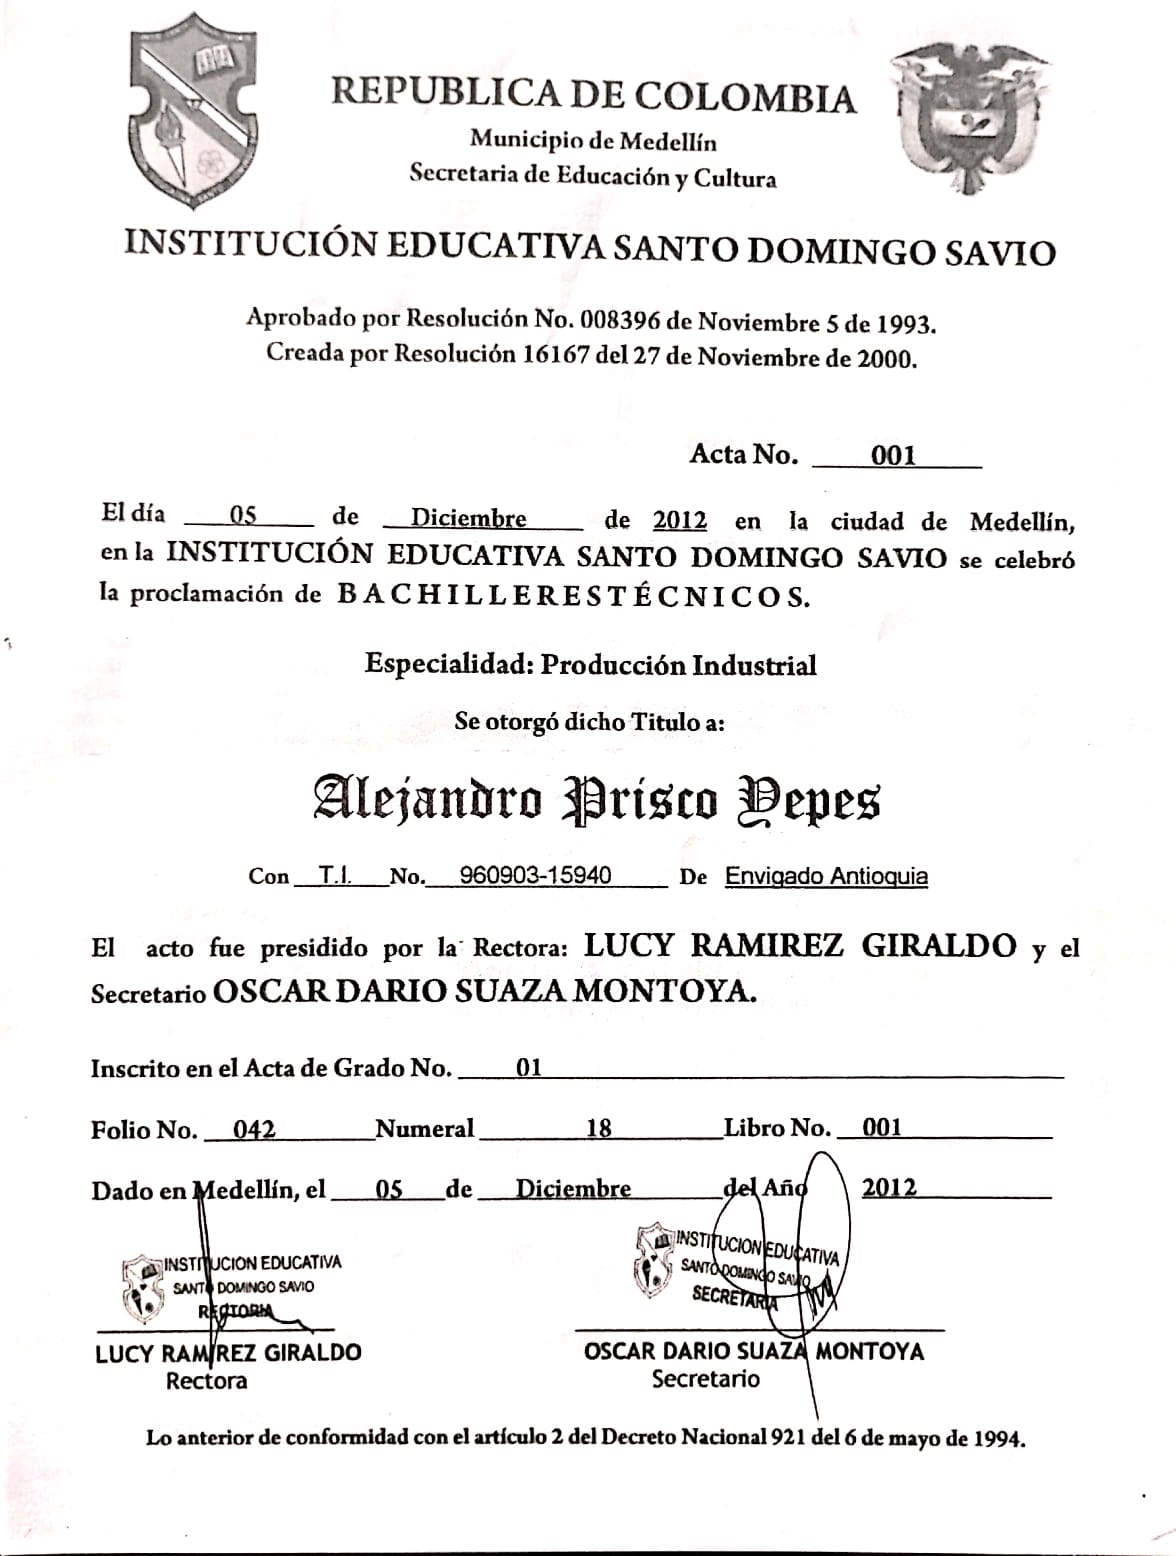 REPUBLICA DE COLOMBIA
Municipio de Medellín
Secretaria de Educación y Cultura
INSTITUCIÓN EDUCATIVA SANTO DOMINGO SAVIO
Aprobado por Resolución No. 008396 de Noviembre 5 de 1993.
Creada por Resolución 16167 del 27 de Noviembre de 2000.
Acta No. 001
El día 05 de Diciembre de 2012 en la ciudad de Medellín,
en la INSTITUCIÓN EDUCATIVA SANTO DOMINGO SAVIO se celebró
la proclamación de BACHILLERES TÉCNICOS.
Especialidad: Producción Industrial
Se otorgó dicho Titulo a:
Alejandro Prisco Yepes
Con T.I. No. 960903-15940 De Envigado Antioquia
El acto fue presidido por la Rectora: LUCY RAMIREZ GIRALDO y el
Secretario OSCAR DARIO SUAZA MONTOYA.
Inscrito en el Acta de Grado No. 01
Folio No. 042 Numeral 18 Libro No. 001
Dado en Medellín, el 05 de Diciembre del Año 2012
INSTITUCION EDUCATIVA
SANTO DOMINGO SAVIO
RECTORIA
LUCY RAMIREZ GIRALDO
Rectora
INSTITUCION EDUCATIVA
SANTO DOMINGO SAVIO
SECRETARIA
OSCAR DARIO SUAZA MONTOYA
Secretario
Lo anterior de conformidad con el artículo 2 del Decreto Nacional 921 del 6 de mayo de 1994.